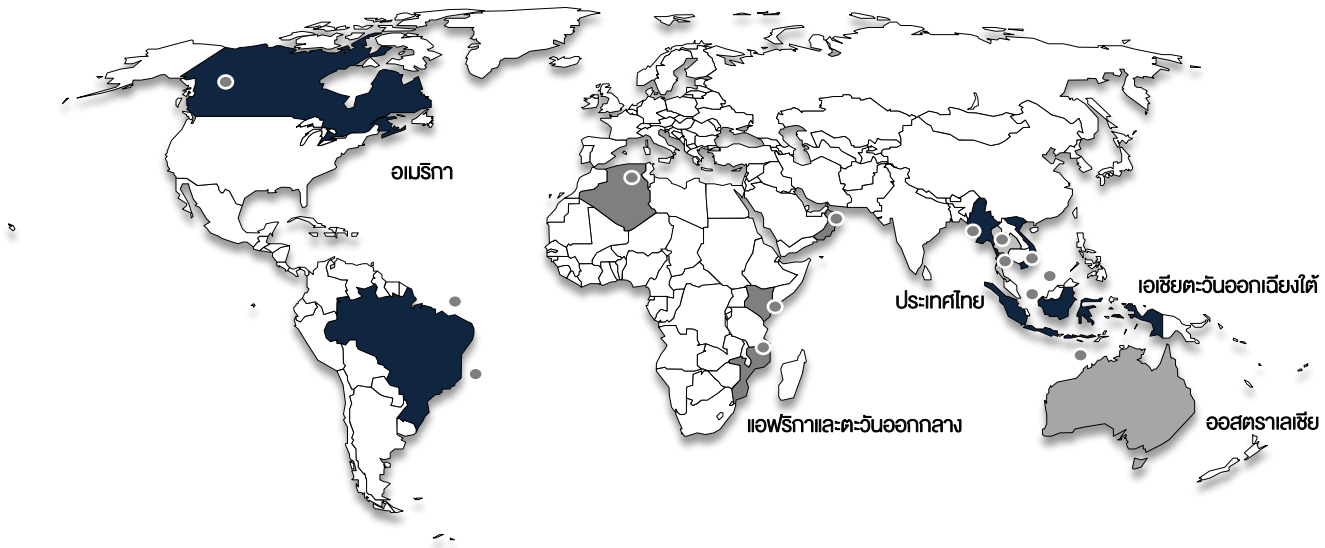 อเมริกา
เอเชียตะวันออกเฉียงใต้
ประเทศไทย
แอฟริกาและตะวันออกกลาง
ออสตราเลเซีย